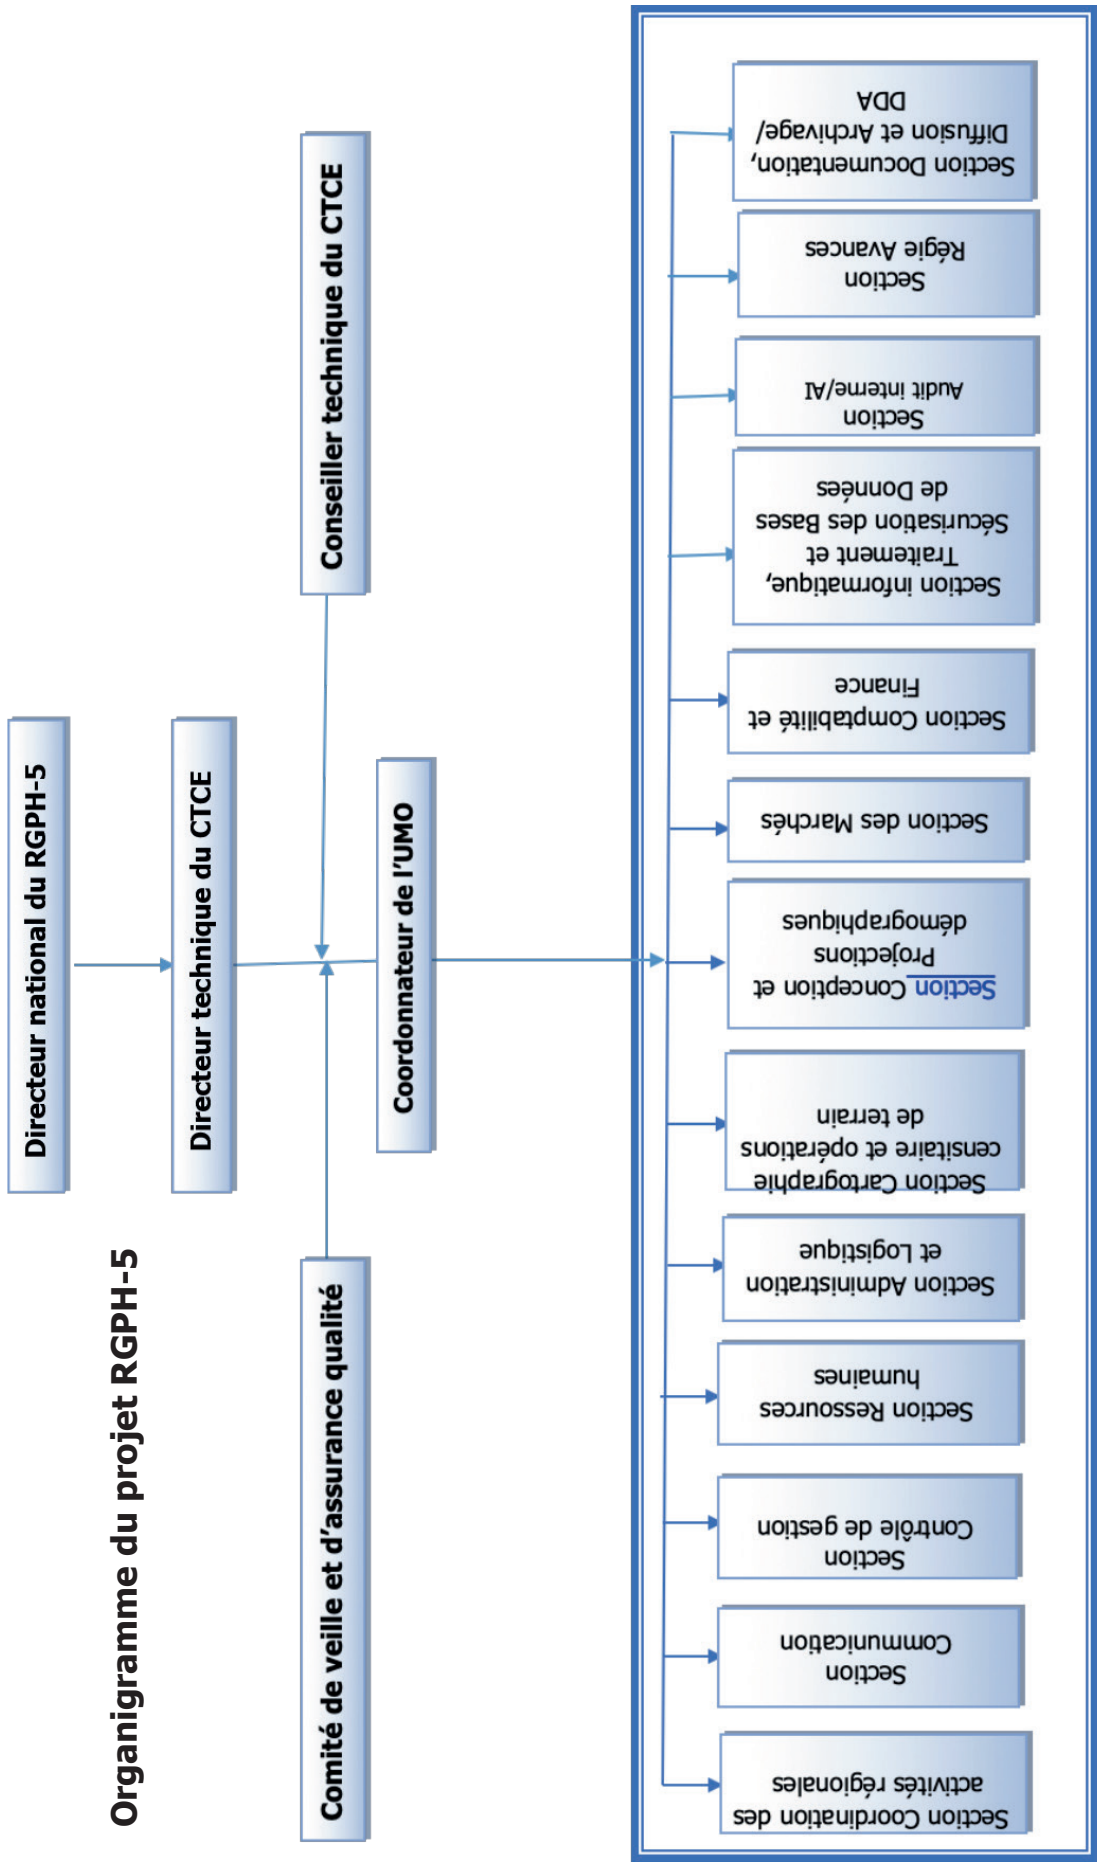 Organigramme du projet RGPH-5
Directeur national du RGPH-5
Directeur technique du CTCE
Comité de veille et d’assurance qualité
Conseiller technique du CTCE
Coordonnateur de l’UMO
Section Coordination des
activités régionales
Section
Communication
Section
Contrôle de gestion
Section Ressources
humaines
Section Administration
et Logistique
Section Cartographie
censitaire et opérations
de terrain
Section Conception et
Projections
démographiques
Section des Marchés
Section Comptabilité et
Finance
Section informatique,
Traitement et
Sécurisation des Bases
de Données
Section
Audit interne/AI
Section
Régie Avances
Section Documentation,
Diffusion et Archivage/
DDA